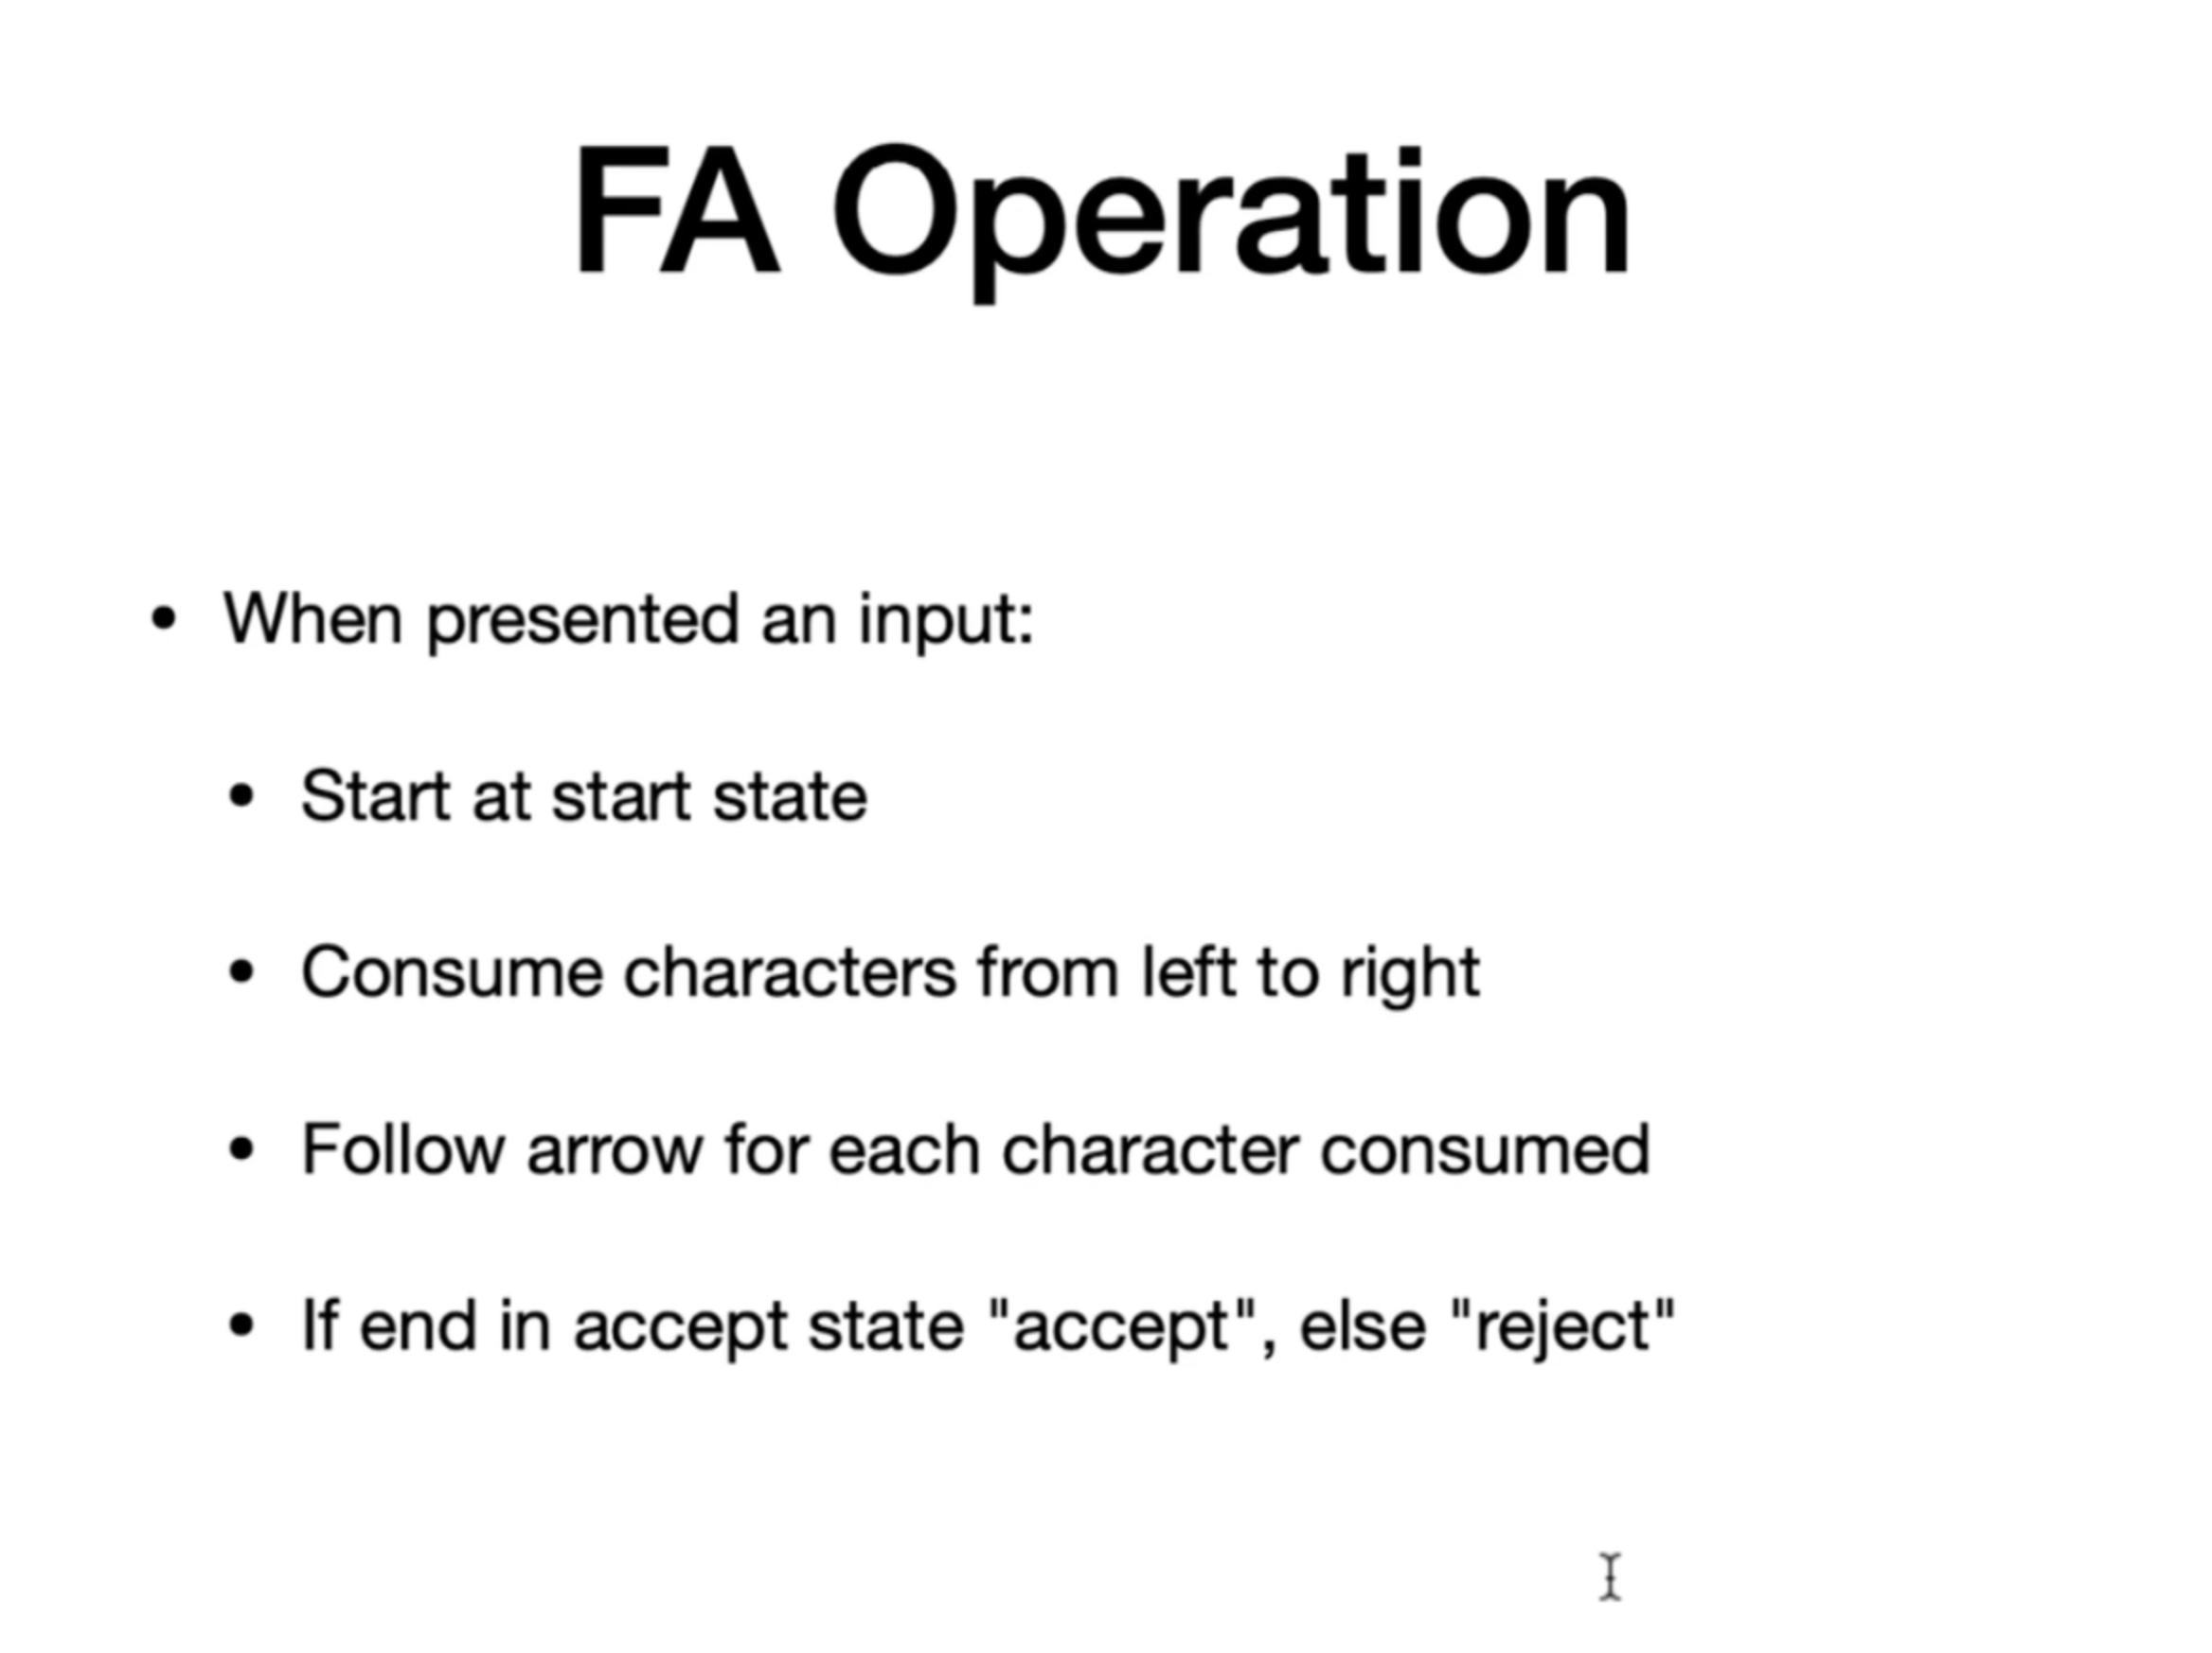 FA Operation
• When presented an input:
• Start at start state
• Consume characters from left to right
• Follow arrow for each character consumed
• If end in accept state "accept", else "reject"